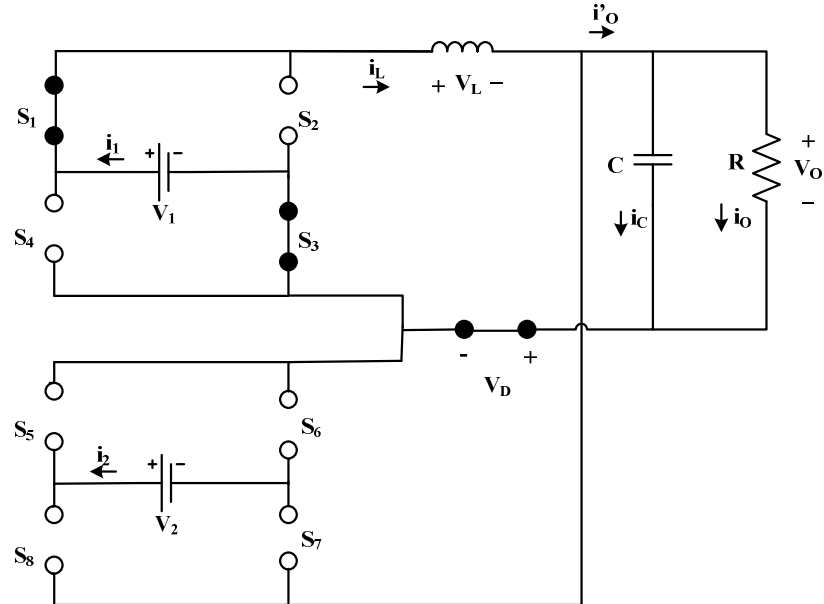 i'O
iL
+ VL −
S1
S2
i1
+ −
V1
S4
S3
C
R
+
VO
−
iC
iO
- +
VD
S5
S6
i2
+ −
V2
S8
S7